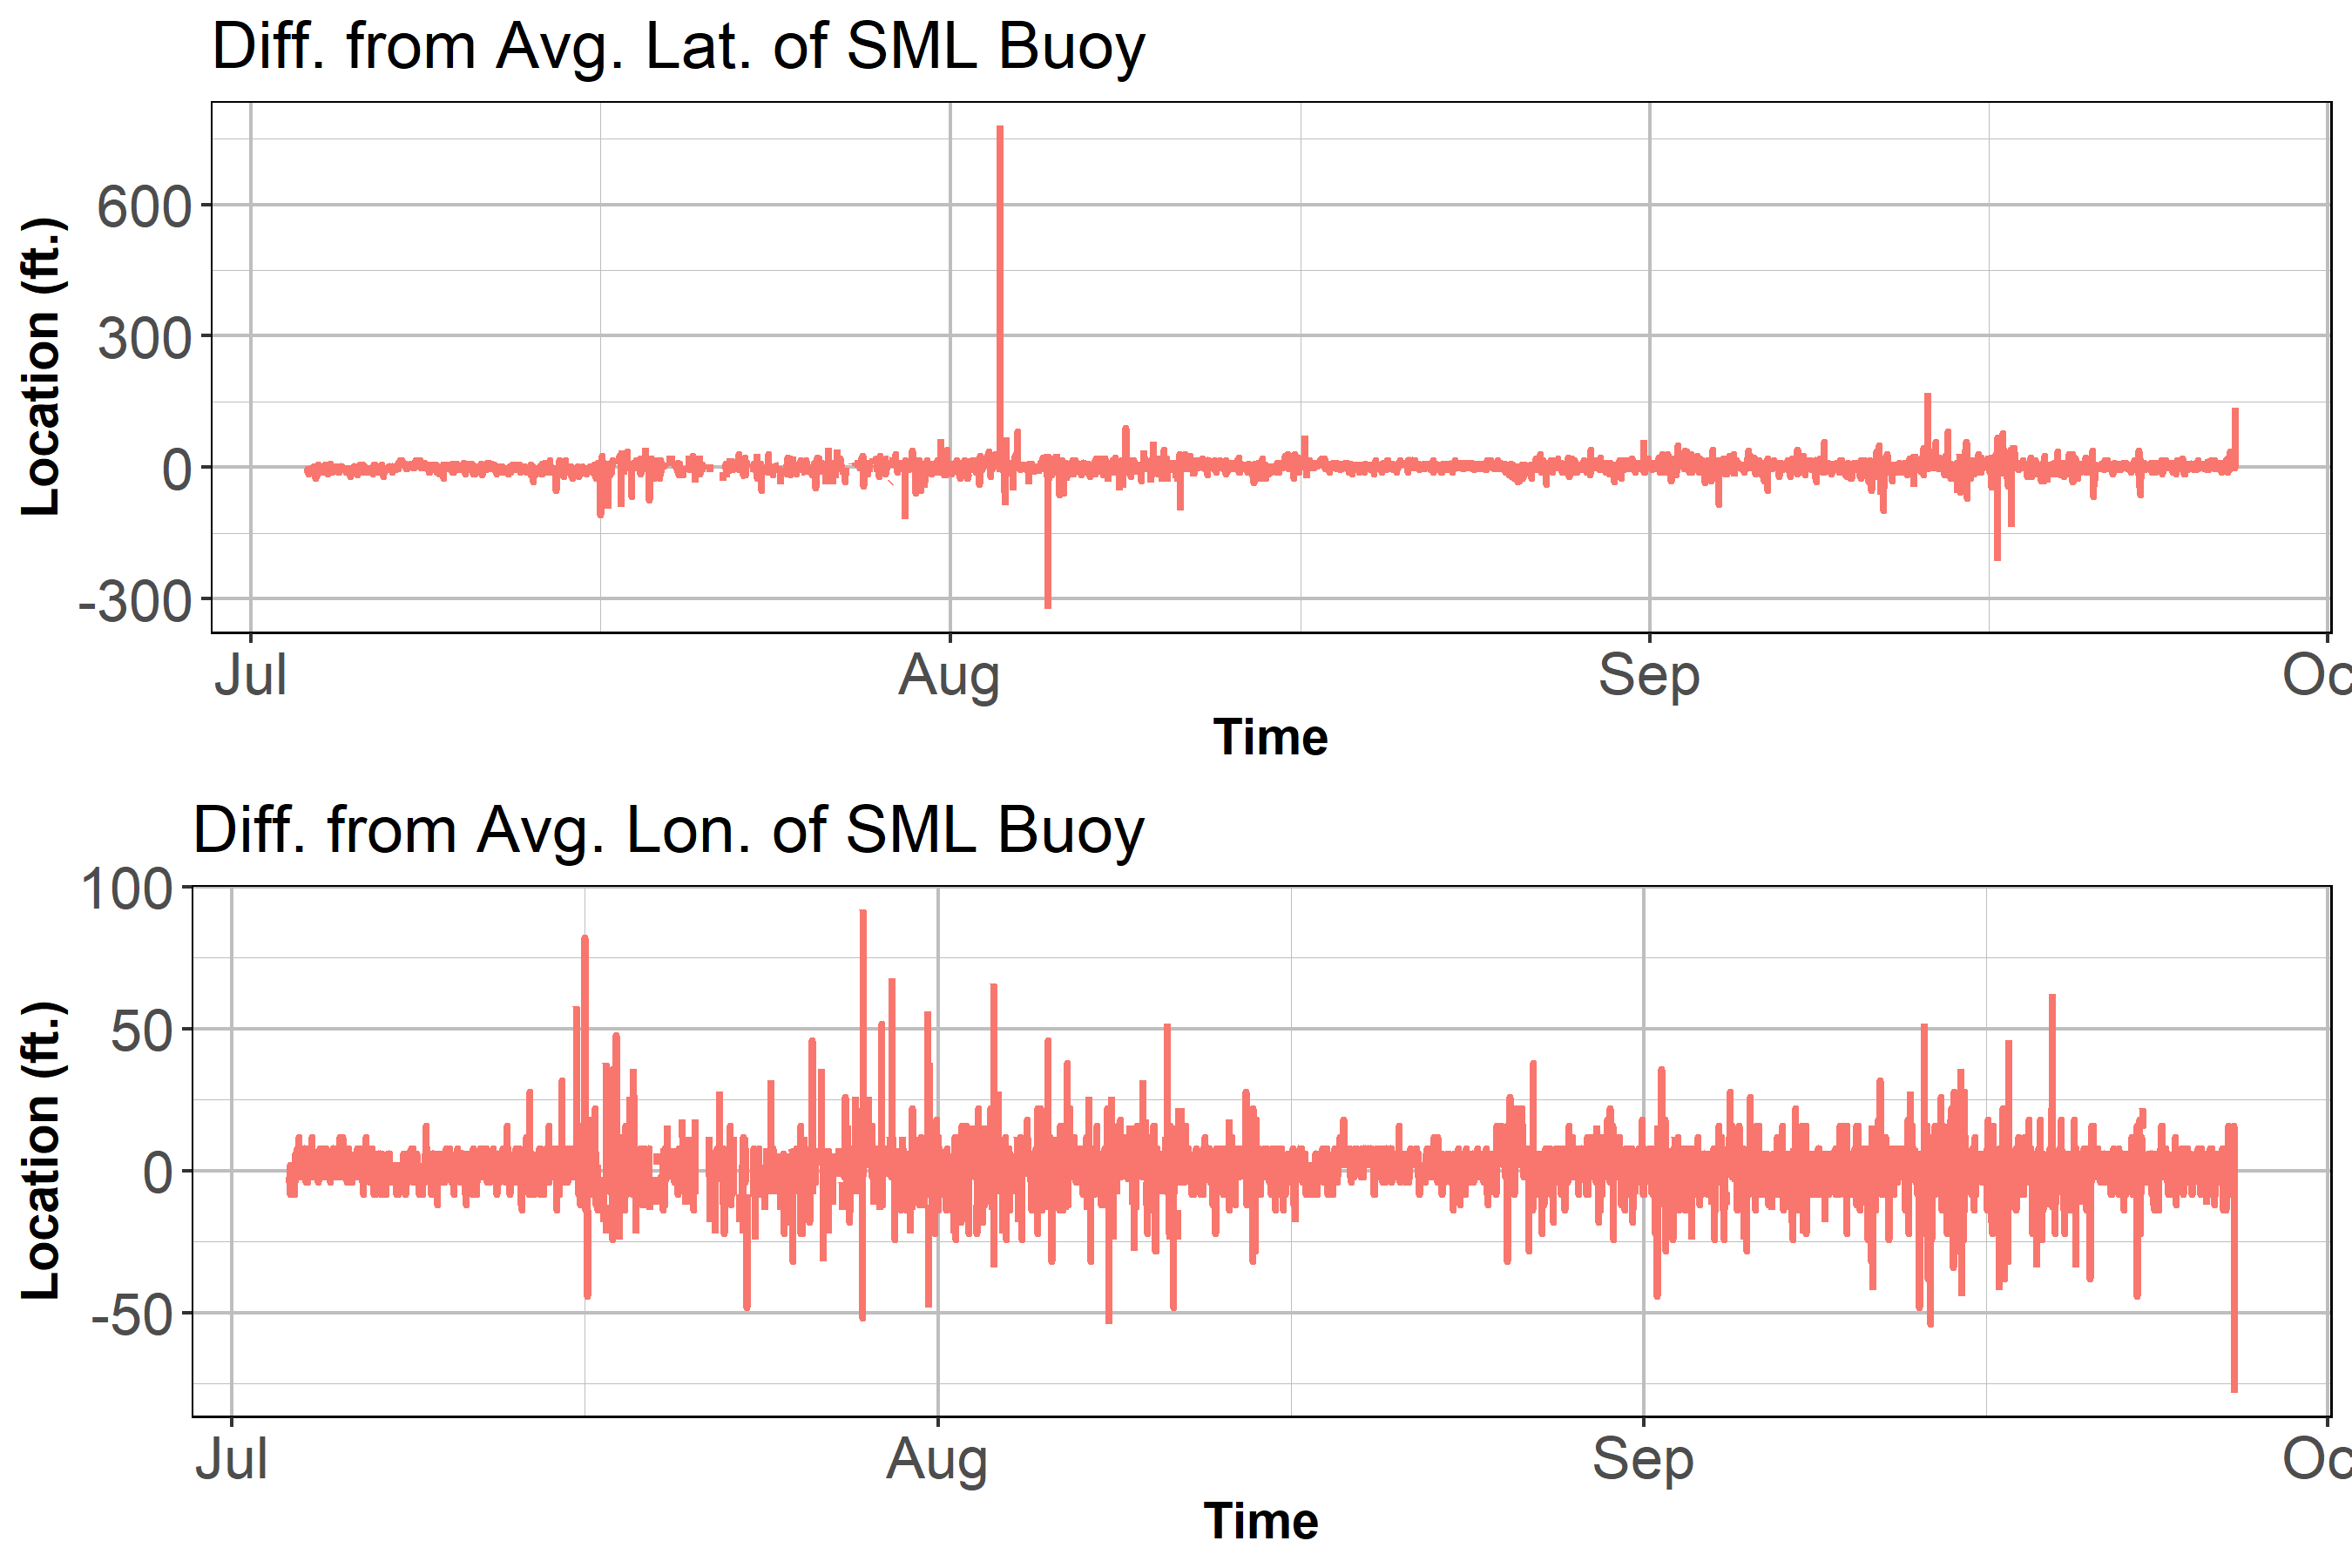 Diff. from Avg. Lat. of SML Buoy
Location (ft.)
600
300
0
-300
Jul Aug Sep Oc
Time
Diff. from Avg. Lon. of SML Buoy
Location (ft.)
100
50
0
-50
Jul Aug Sep Oc
Time